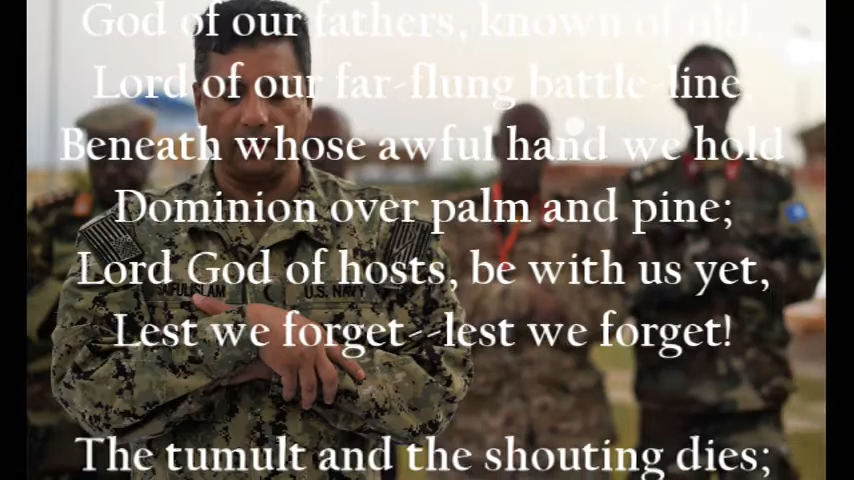 God of our fathers, known of old,
Lord of our far-flung battle-line,
Beneath whose awful hand we hold
Dominion over palm and pine;
Lord God of hosts, be with us yet,
SAIFULISLAM
U.S. NAVY
Lest we forget--lest we forget!
The tumult and the shouting dies;